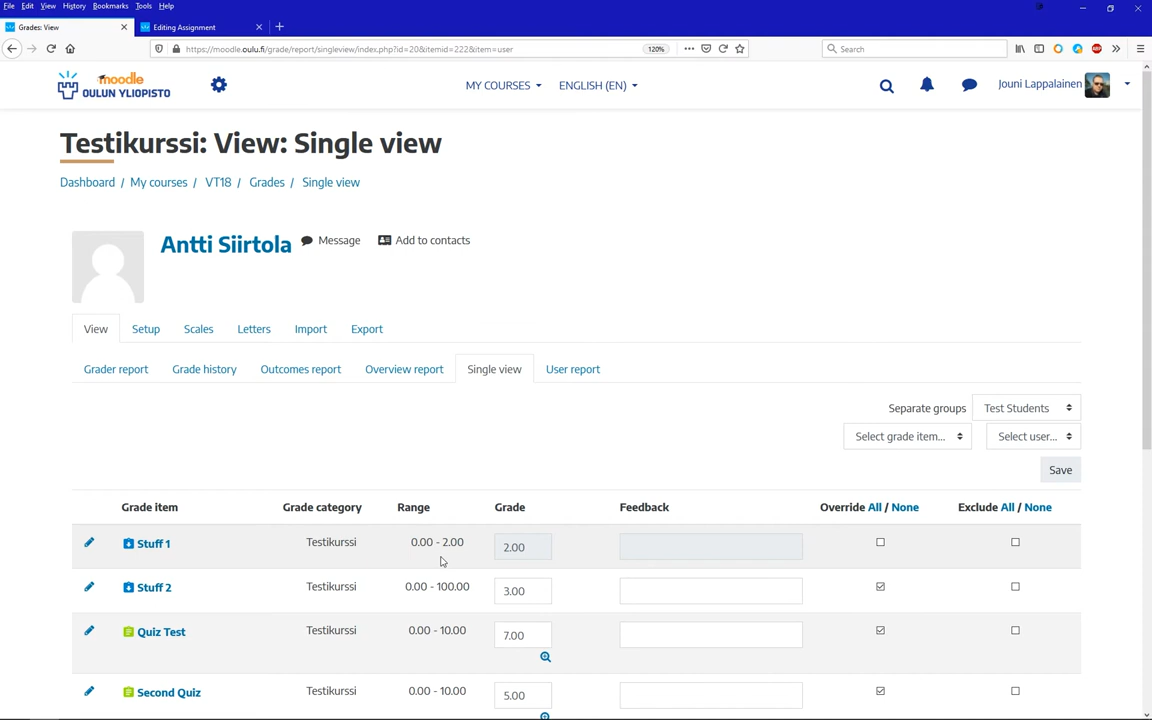 File Edit View History Bookmarks Tools Help
Grades: View
Editing Assignment
https://moodle.oulu.fi/grade/report/singleview/index.php?id=20&itemid=222&item=user
120%
Search
moodle
OULUN YLIOPISTO
MY COURSES
ENGLISH (EN)
Jouni Lappalainen
Testikurssi: View: Single view
Dashboard / My courses / VT18 / Grades / Single view
Antti Siirtola
Message
Add to contacts
View Setup Scales Letters Import Export
Grader report Grade history Outcomes report Overview report Single view User report
Separate groups Test Students
Select grade item... Select user...
Save
Grade item Grade category Range Grade Feedback Override All / None Exclude All / None
Stuff 1 Testikurssi 0.00 - 2.00 2.00
Stuff 2 Testikurssi 0.00 - 100.00 3.00
Quiz Test Testikurssi 0.00 - 10.00 7.00
Second Quiz Testikurssi 0.00 - 10.00 5.00